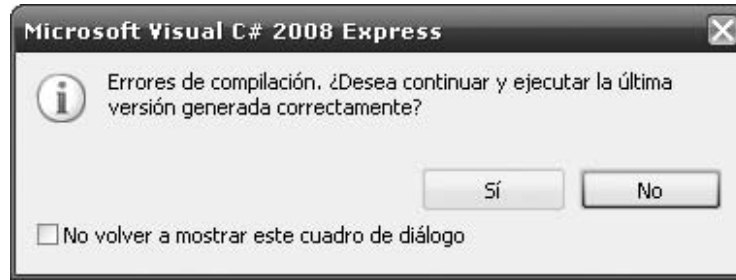 Microsoft Visual C# 2008 Express
Errores de compilación. ¿Desea continuar y ejecutar la última
versión generada correctamente?
Sí
No
No volver a mostrar este cuadro de diálogo